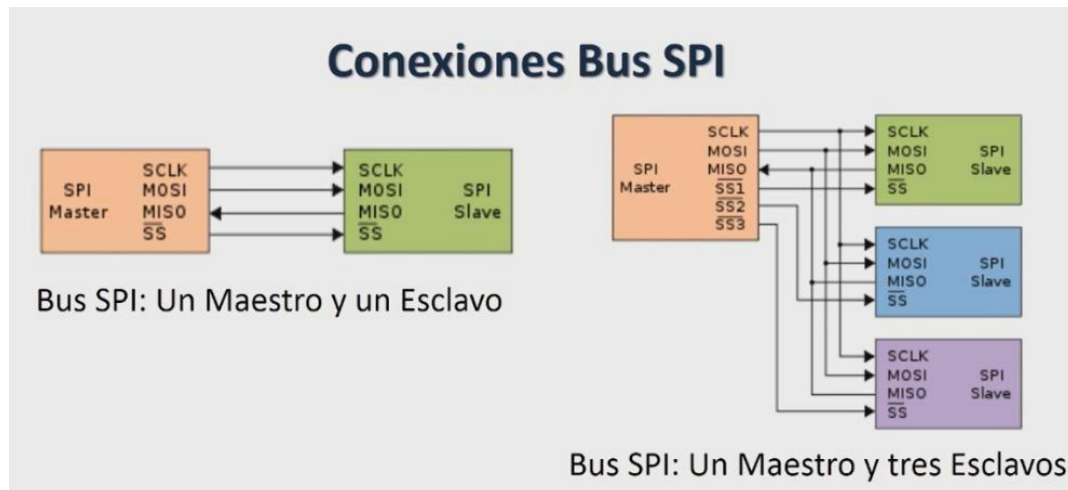 Conexiones Bus SPI
SPI
Master
SCLK
MOSI
MISO
SS
SCLK
MOSI
MISO
SS
SPI
Slave
Bus SPI: Un Maestro y un Esclavo
SPI
Master
SCLK
MOSI
MISO
SS1
SS2
SS3
SCLK
MOSI
MISO
SS
SPI
Slave
SCLK
MOSI
MISO
SS
SPI
Slave
SCLK
MOSI
MISO
SS
SPI
Slave
Bus SPI: Un Maestro y tres Esclavos